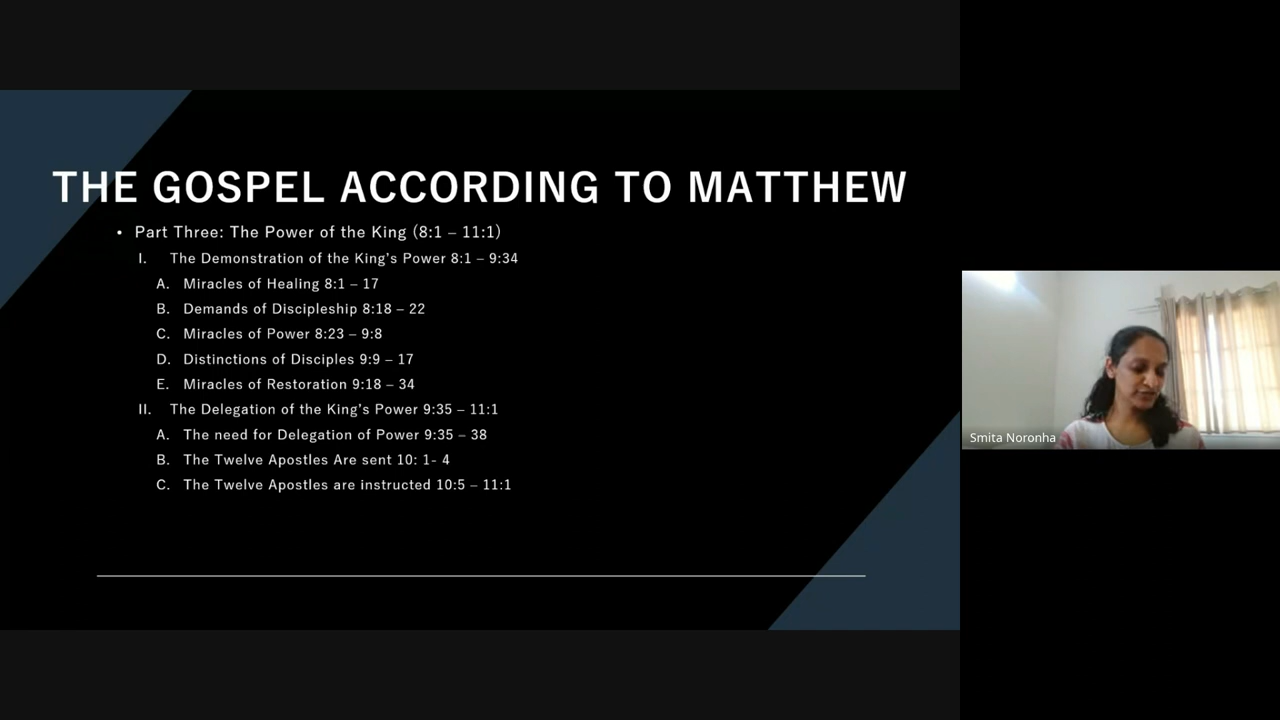 THE GOSPEL ACCORDING TO MATTHEW
• Part Three: The Power of the King (8:1 – 11:1)
I. The Demonstration of the King's Power 8:1 – 9:34
A. Miracles of Healing 8:1 – 17
B. Demands of Discipleship 8:18 – 22
C. Miracles of Power 8:23 – 9:8
D. Distinctions of Disciples 9:9 – 17
E. Miracles of Restoration 9:18 – 34
II. The Delegation of the King's Power 9:35 – 11:1
A. The need for Delegation of Power 9:35 – 38
B. The Twelve Apostles Are sent 10: 1- 4
C. The Twelve Apostles are instructed 10:5 – 11:1
Smita Noronha